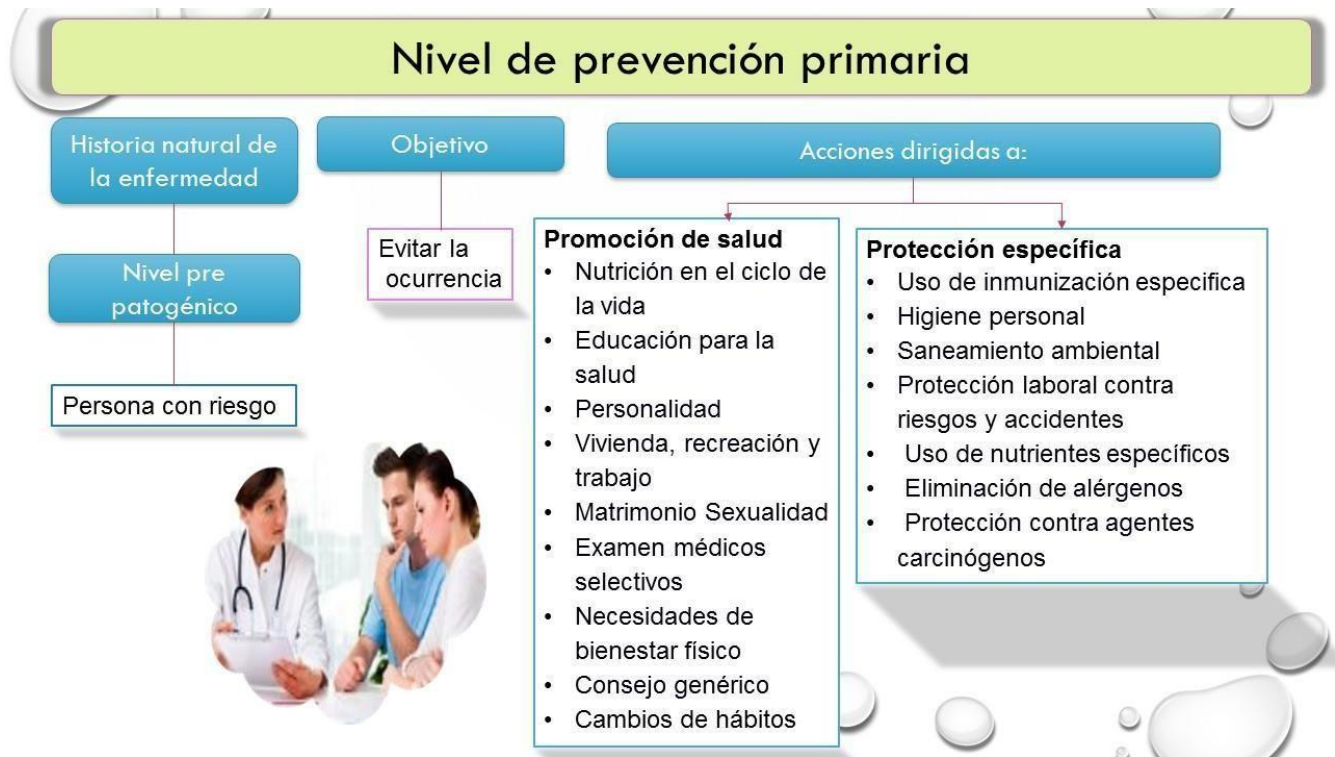 Nivel de prevención primaria
Historia natural de
la enfermedad
Nivel pre
patogénico
Persona con riesgo
Objetivo
Evitar la
ocurrencia
Acciones dirigidas a:
Promoción de salud
• Nutrición en el ciclo de
la vida
• Educación para la
salud
• Personalidad
• Vivienda, recreación y
trabajo
• Matrimonio Sexualidad
• Examen médicos
selectivos
• Necesidades de
bienestar físico
• Consejo genérico
• Cambios de hábitos
Protección específica
• Uso de inmunización especifica
• Higiene personal
• Saneamiento ambiental
• Protección laboral contra
riesgos y accidentes
• Uso de nutrientes específicos
• Eliminación de alérgenos
• Protección contra agentes
carcinógenos